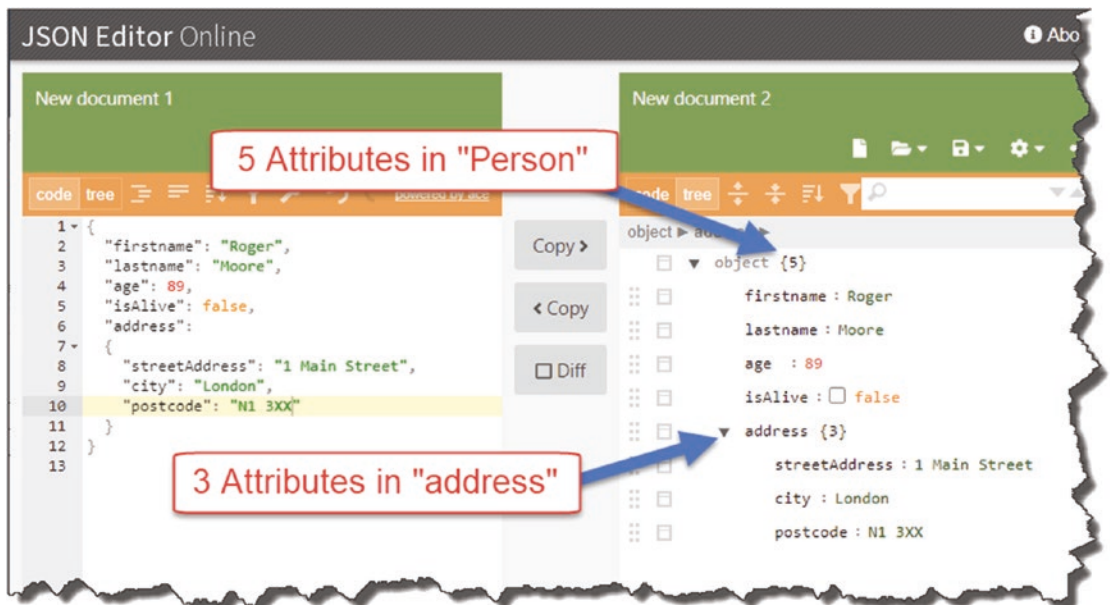 JSON Editor Online
Abo
New document 1
New document 2
5 Attributes in "Person"
code tree
powered by ace
code tree
1 {
2 "firstname": "Roger",
3 "lastname": "Moore",
4 "age": 89,
5 "isAlive": false,
6 "address":
7 {
8 "streetAddress": "1 Main Street",
9 "city": "London",
10 "postcode": "N1 3XX"
11 }
12 }
13
Copy >
< Copy
Diff
3 Attributes in "address"
object ►
▼ object {5}
firstname : Roger
lastname : Moore
age : 89
isAlive : false
▼ address {3}
streetAddress : 1 Main Street
city : London
postcode : N1 3XX